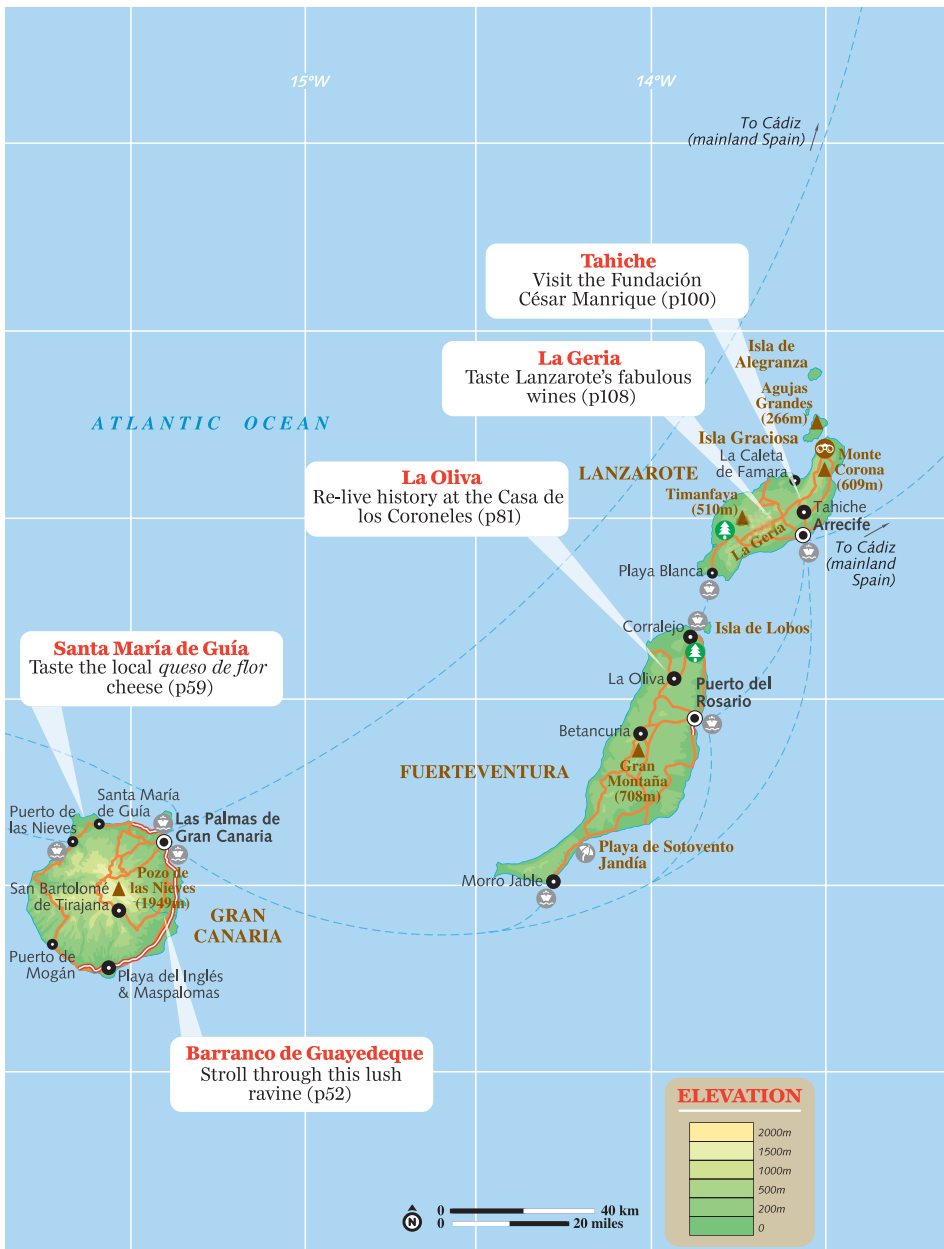 15°W
14°W
To Cádiz
(mainland Spain)
Tahiche
Visit the Fundación
César Manrique (p100)
Isla de
Alegranza
La Geria
Taste Lanzarote's fabulous
wines (p108)
Agujas
Grandes
(266m)
ATLANTIC OCEAN
Isla Graciosa
La Caleta
de Famara
Monte
Corona
(609m)
LANZAROTE
La Oliva
Re-live history at the Casa de
los Coroneles (p81)
Timanfaya
(510m)
Tahiche
Arrecife
La Geria
To Cádiz
(mainland
Spain)
Playa Blanca
Corralejo
Isla de Lobos
Santa María de Guía
Taste the local queso de flor
cheese (p59)
La Oliva
Puerto del
Rosario
Betancuria
FUERTEVENTURA
Gran
Montaña
(708m)
Santa María
de Guía
Puerto de
las Nieves
Las Palmas de
Gran Canaria
Playa de Sotovento
Jandía
Morro Jable
Pozo de
las Nieves
(1949m)
San Bartolomé
de Tirajana
GRAN
CANARIA
Puerto de
Mogán
Playa del Inglés
& Maspalomas
Barranco de Guayedeque
Stroll through this lush
ravine (p52)
ELEVATION
2000m
1500m
1000m
500m
200m
0
N
0 40 km
0 20 miles